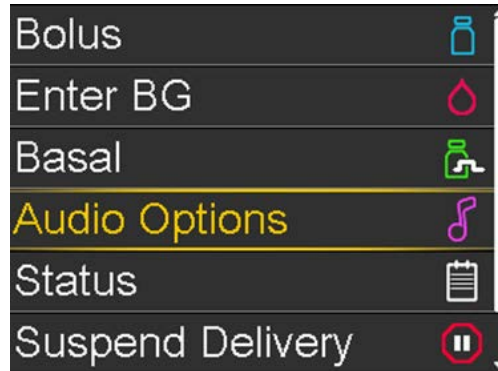 Bolus
Enter BG
Basal
Audio Options
Status
Suspend Delivery